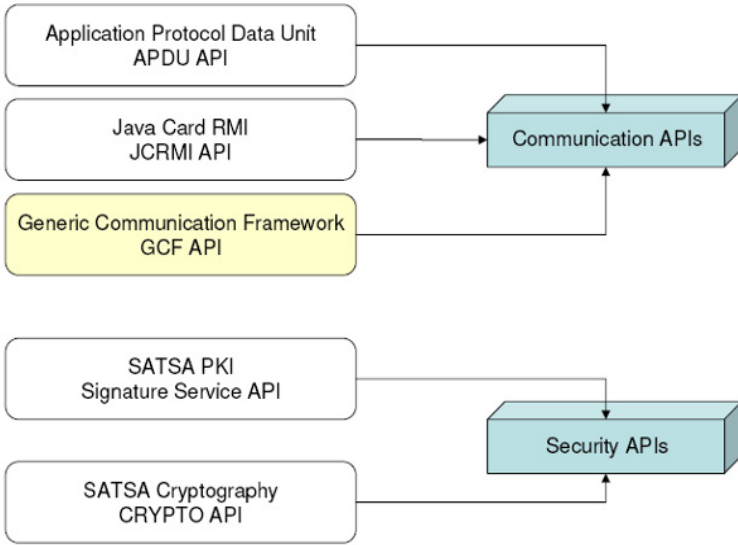 Application Protocol Data Unit
APDU API
Java Card RMI
JCRMI API
Communication APIs
Generic Communication Framework
GCF API
SATSA PKI
Signature Service API
Security APIs
SATSA Cryptography
CRYPTO API